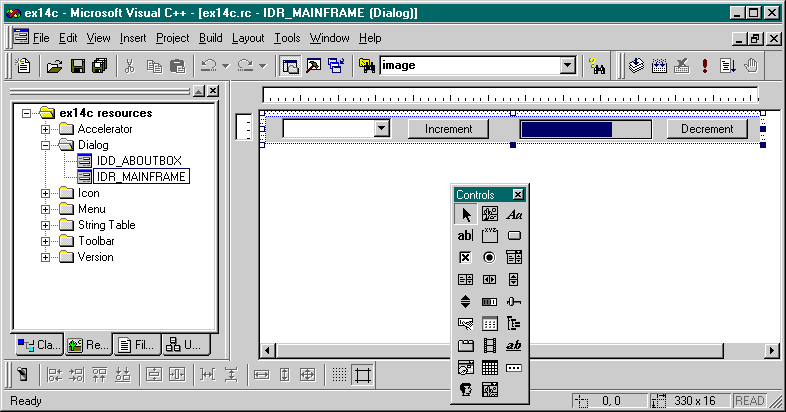 ex14c - Microsoft Visual C++ - [ex14c.rc - IDR_MAINFRAME (Dialog)]
File Edit View Insert Project Build Layout Tools Window Help
image
ex14c resources
Accelerator
Dialog
IDD_ABOUTBOX
IDR_MAINFRAME
Icon
Menu
String Table
Toolbar
Version
Increment
Decrement
Controls
Aa
ab|
XYZ
ab
Cla...
Re...
Fil...
U...
Ready
0, 0
330 x 16
READ